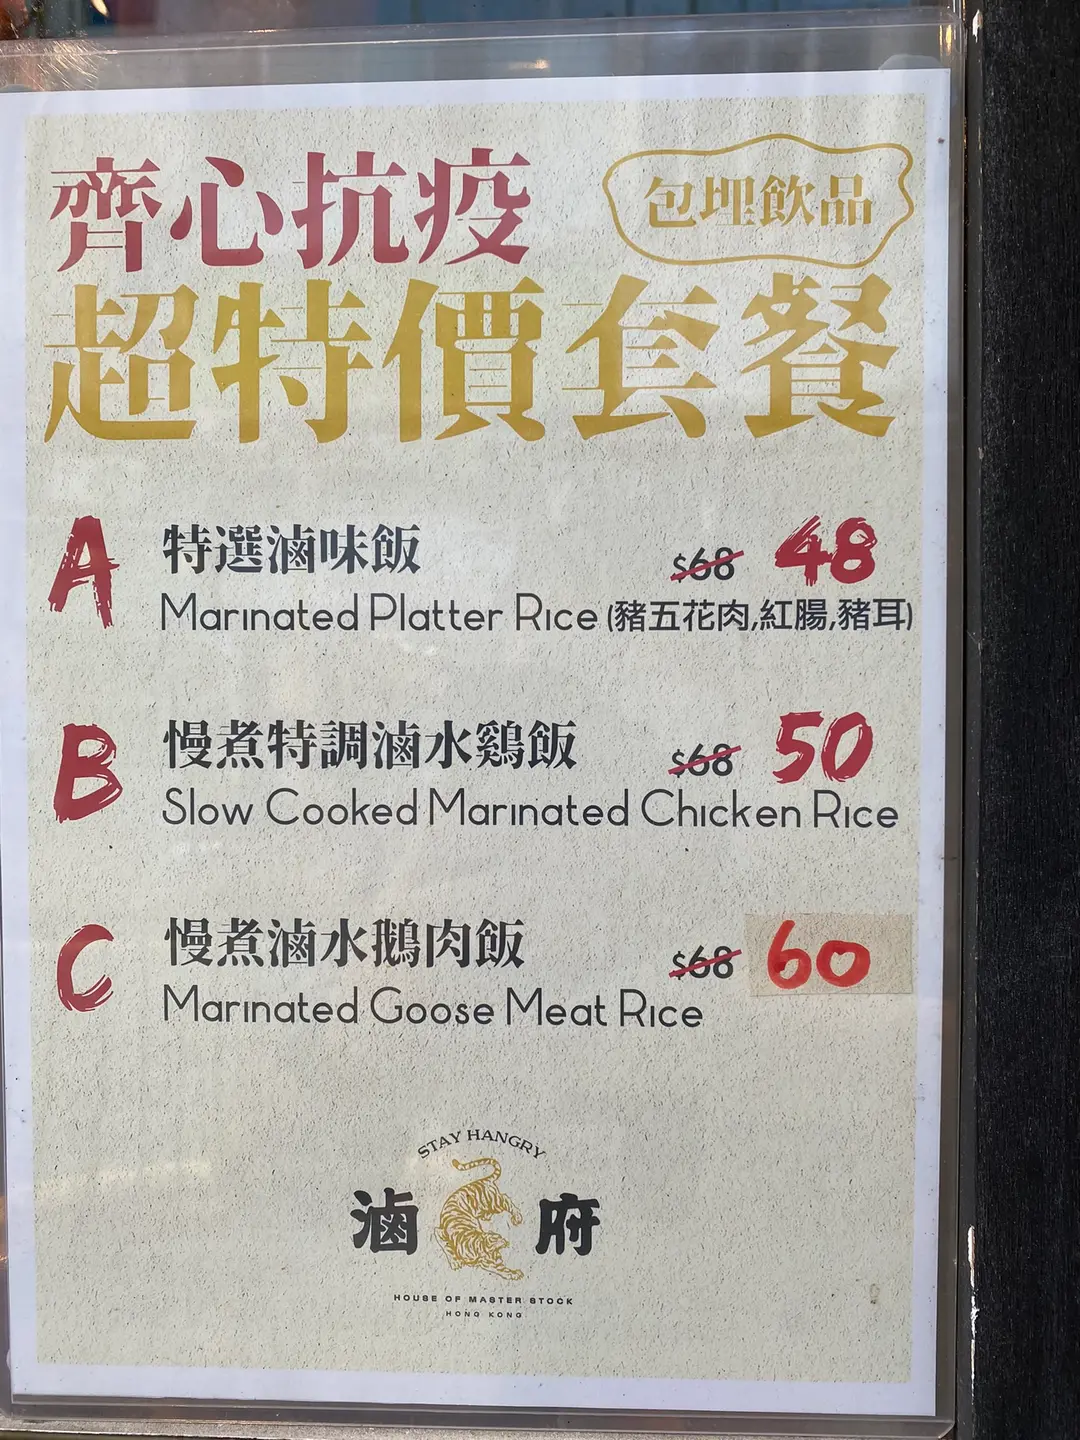 齊心抗疫
包埋飲品
超特價套餐
A 特選滷味飯 $68 48
Marinated Platter Rice (豬五花肉,紅腸,豬耳)
B 慢煮特調滷水鷄飯 $68 50
Slow Cooked Marinated Chicken Rice
C 慢煮滷水鵝肉飯 $68 60
Marinated Goose Meat Rice
STAY HANGRY
滷府
HOUSE OF MASTER STOCK
HONG KONG